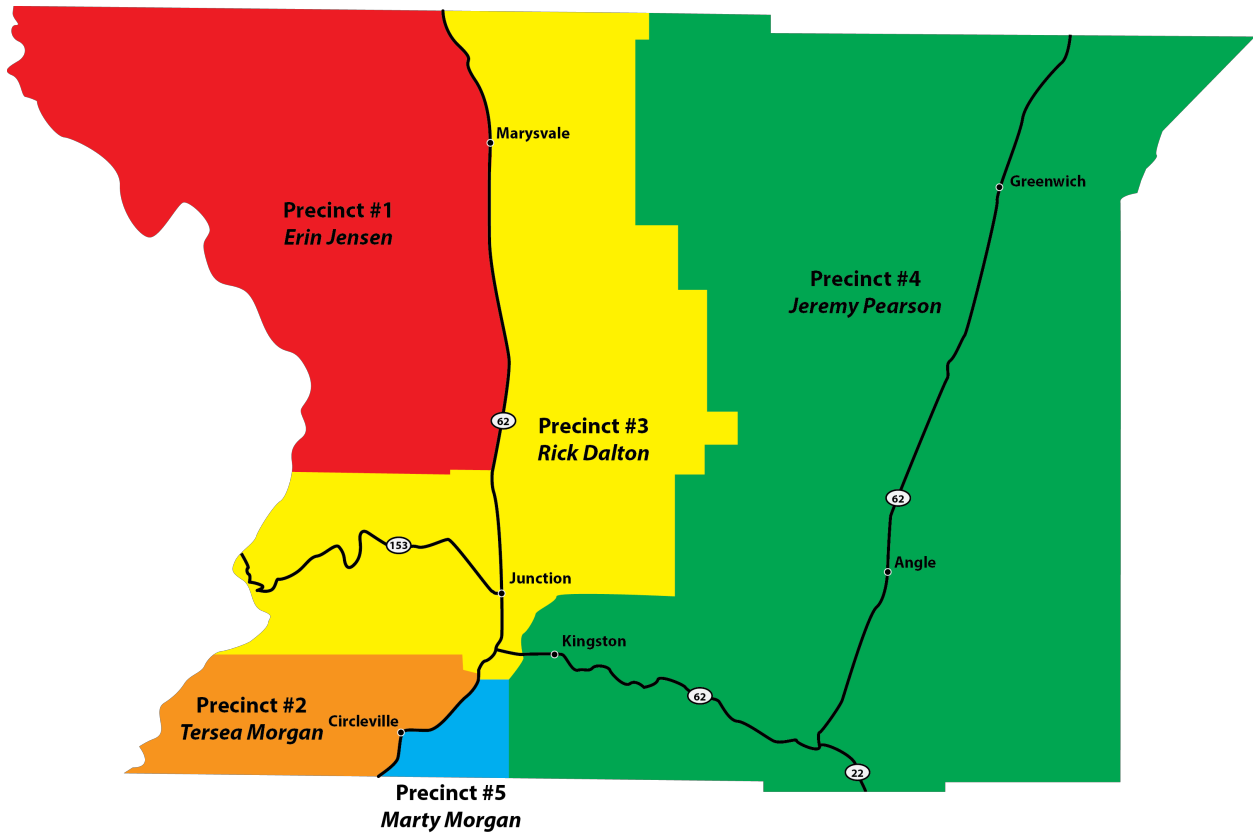 Marysvale
Greenwich
Precinct #1
Erin Jensen
Precinct #4
Jeremy Pearson
62
Precinct #3
Rick Dalton
62
153
Angle
Junction
Kingston
62
Precinct #2
Tersea Morgan
Circleville
22
Precinct #5
Marty Morgan